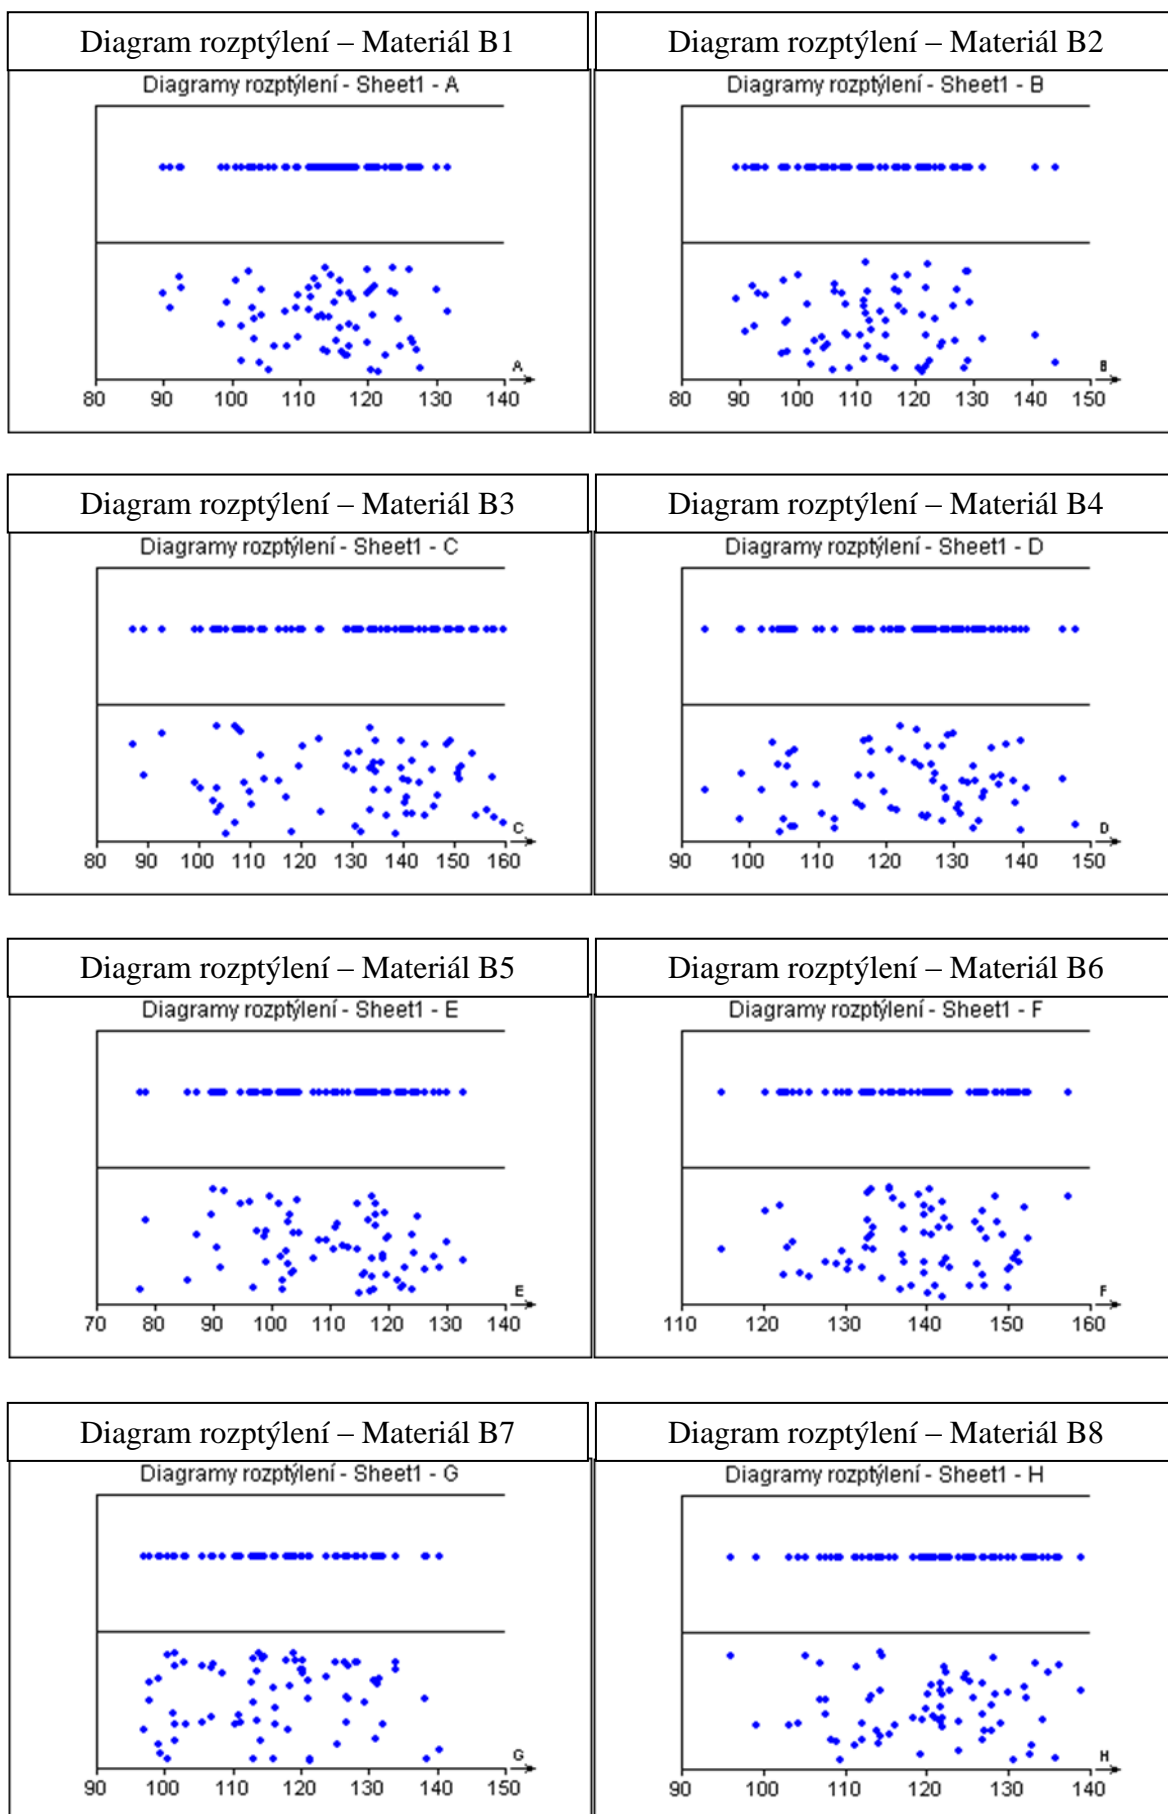 Diagram rozptýlení – Materiál B1
Diagram rozptýlení – Materiál B2
Diagramy rozptýlení - Sheet1 - A
Diagramy rozptýlení - Sheet1 - B
A
B
80 90 100 110 120 130 140
80 90 100 110 120 130 140 150
Diagram rozptýlení – Materiál B3
Diagram rozptýlení – Materiál B4
Diagramy rozptýlení - Sheet1 - C
Diagramy rozptýlení - Sheet1 - D
C
D
80 90 100 110 120 130 140 150 160
90 100 110 120 130 140 150
Diagram rozptýlení – Materiál B5
Diagram rozptýlení – Materiál B6
Diagramy rozptýlení - Sheet1 - E
Diagramy rozptýlení - Sheet1 - F
E
F
70 80 90 100 110 120 130 140
110 120 130 140 150 160
Diagram rozptýlení – Materiál B7
Diagram rozptýlení – Materiál B8
Diagramy rozptýlení - Sheet1 - G
Diagramy rozptýlení - Sheet1 - H
G
H
90 100 110 120 130 140 150
90 100 110 120 130 140